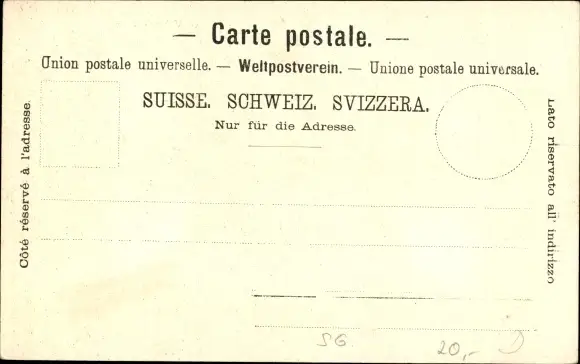 — Carte postale. —
Union postale universelle. — Weltpostverein. — Unione postale universale.
SUISSE. SCHWEIZ. SVIZZERA.
Nur für die Adresse.
Côté réservé à l'adresse.
Lato riservato all' indirizzo
SG
20,- D